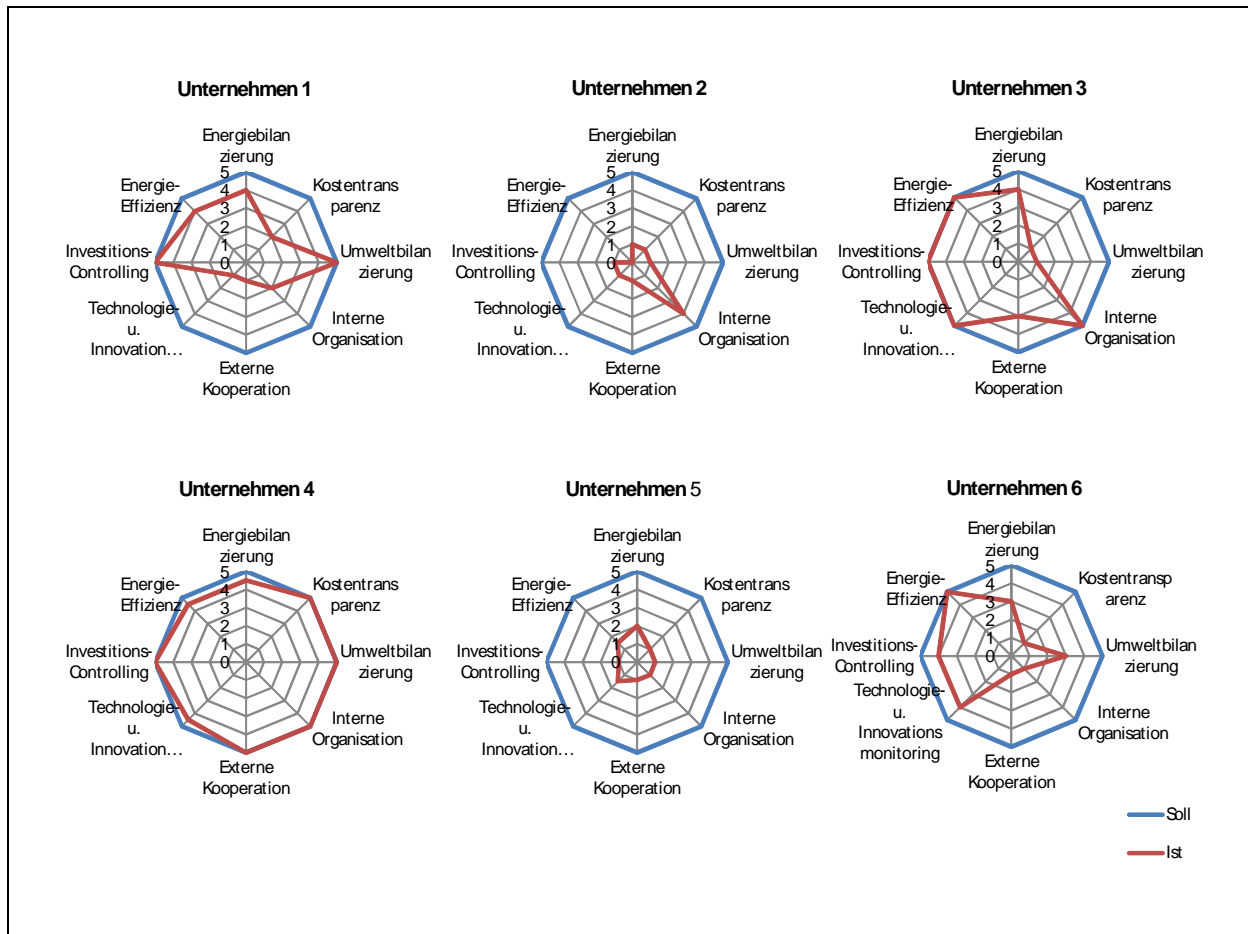 Unternehmen 1
Energiebilan
zierung
Kostentrans
parenz
Umweltbilan
zierung
Interne
Organisation
Externe
Kooperation
Technologie-
u.
Innovation…
Investitions-
Controlling
Energie-
Effizienz
5
4
3
2
1
0
Unternehmen 2
Energiebilan
zierung
Kostentrans
parenz
Umweltbilan
zierung
Interne
Organisation
Externe
Kooperation
Technologie-
u.
Innovation…
Investitions-
Controlling
Energie-
Effizienz
5
4
3
2
1
0
Unternehmen 3
Energiebilan
zierung
Kostentrans
parenz
Umweltbilan
zierung
Interne
Organisation
Externe
Kooperation
Technologie-
u.
Innovation…
Investitions-
Controlling
Energie-
Effizienz
5
4
3
2
1
0
Unternehmen 4
Energiebilan
zierung
Kostentrans
parenz
Umweltbilan
zierung
Interne
Organisation
Externe
Kooperation
Technologie-
u.
Innovation…
Investitions-
Controlling
Energie-
Effizienz
5
4
3
2
1
0
Unternehmen 5
Energiebilan
zierung
Kostentrans
parenz
Umweltbilan
zierung
Interne
Organisation
Externe
Kooperation
Technologie-
u.
Innovation…
Investitions-
Controlling
Energie-
Effizienz
5
4
3
2
1
0
Unternehmen 6
Energiebilan
zierung
Kostentransp
arenz
Umweltbilan
zierung
Interne
Organisation
Externe
Kooperation
Technologie-
u.
Innovations
monitoring
Investitions-
Controlling
Energie-
Effizienz
5
4
3
2
1
0
Soll
Ist